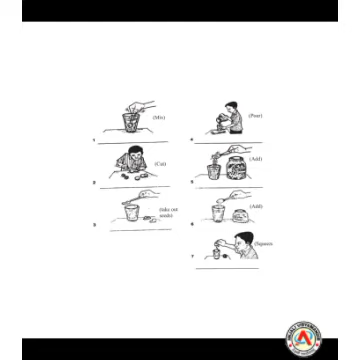 (Mix)
1
(Cut)
2
(take out
seeds)
3
(Pour)
4
(Add)
5
(Add)
6
(Squeeze
7